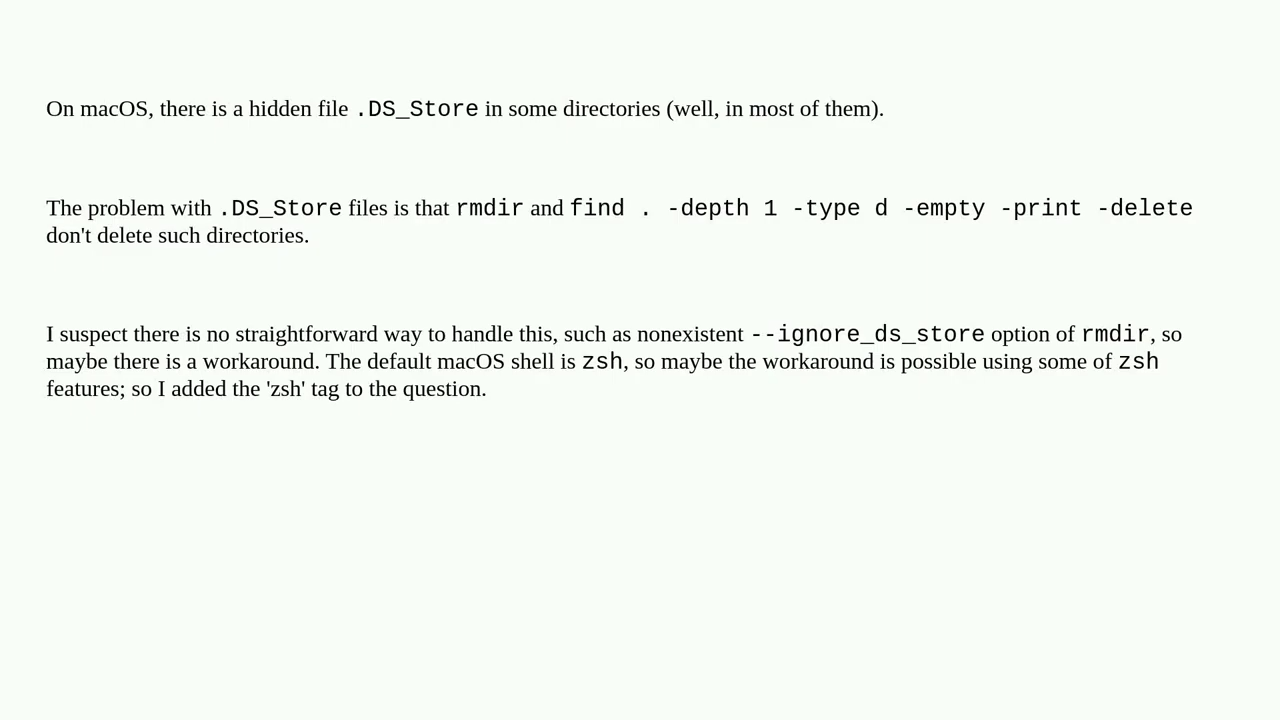 On macOS, there is a hidden file .DS_Store in some directories (well, in most of them).
The problem with .DS_Store files is that rmdir and find . -depth 1 -type d -empty -print -delete
don't delete such directories.
I suspect there is no straightforward way to handle this, such as nonexistent --ignore_ds_store option of rmdir, so
maybe there is a workaround. The default macOS shell is zsh, so maybe the workaround is possible using some of zsh
features; so I added the 'zsh' tag to the question.